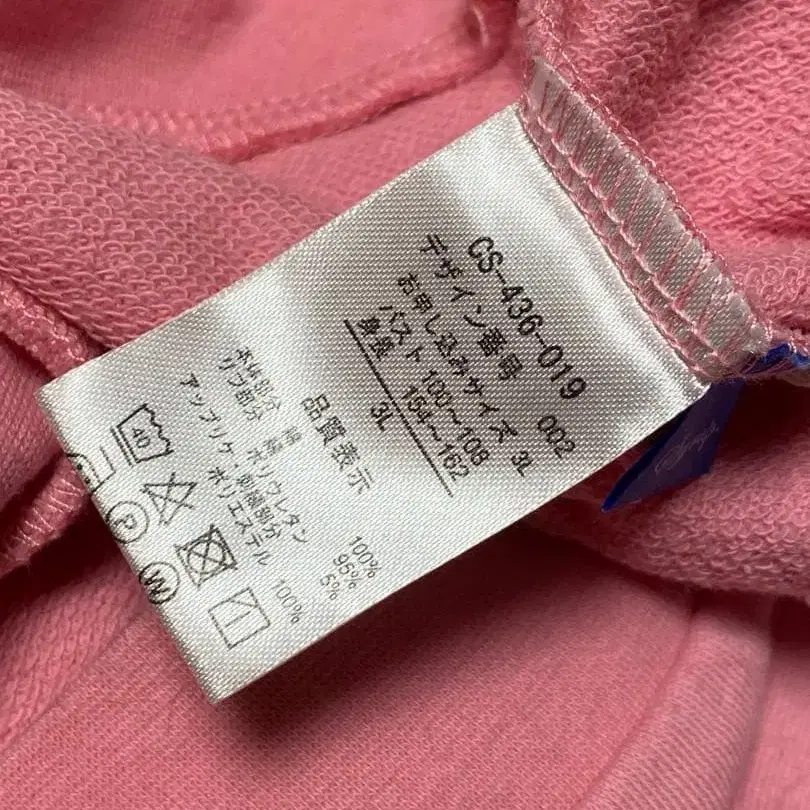 CS-436-019
デザイン番号 002
お申し込みサイズ 3L
バスト 100~108
身長 154~162
3L
品質表示
本体部分 綿 100%
リブ部分 綿 95%
ポリウレタン 5%
アップリケ・刺繍部分
ポリエステル 100%
40
P
W